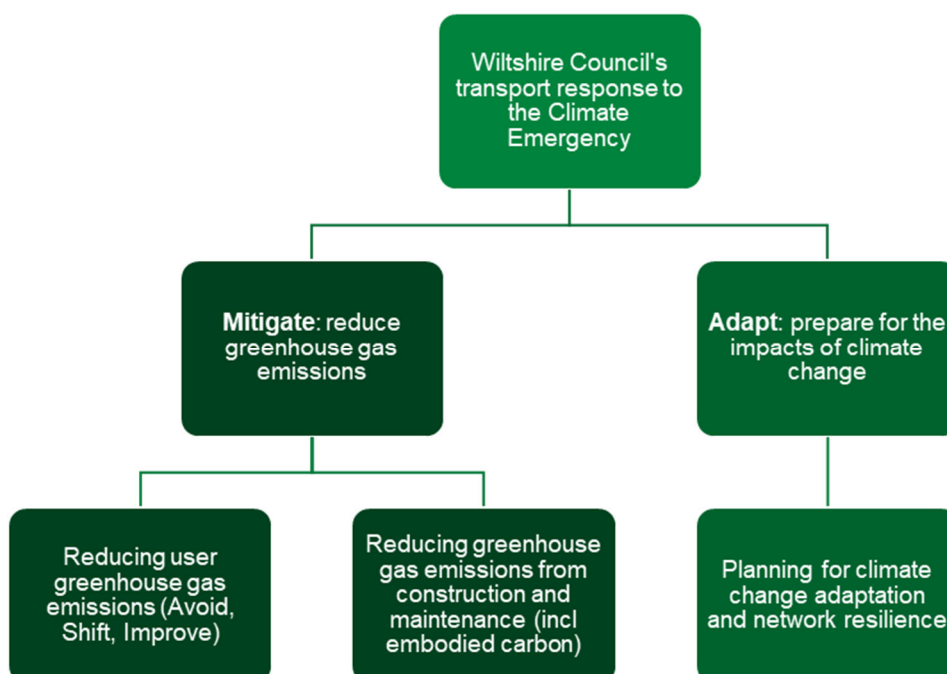 Wiltshire Council's
transport response to
the Climate
Emergency
Mitigate: reduce
greenhouse gas
emissions
Adapt: prepare for the
impacts of climate
change
Reducing user
greenhouse gas
emissions (Avoid,
Shift, Improve)
Reducing greenhouse
gas emissions from
construction and
maintenance (incl
embodied carbon)
Planning for climate
change adaptation
and network resilience